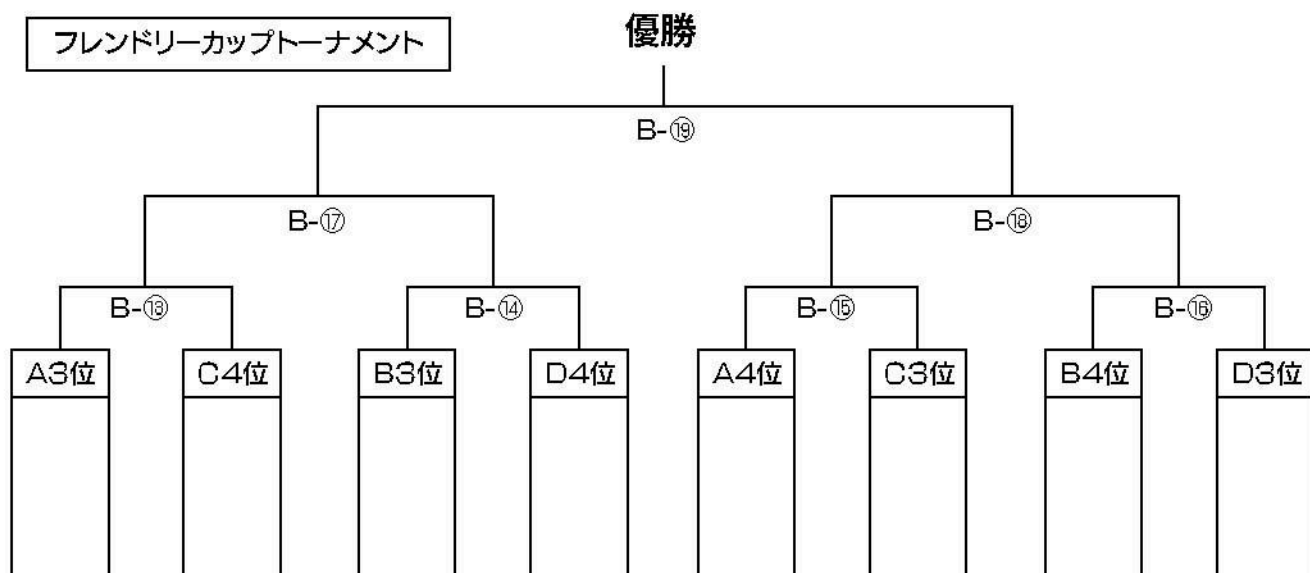 フレンドリーカップトーナメント
優勝
B-⑲
B-⑰
B-⑱
B-⑬
B-⑭
B-⑮
B-⑯
A3位
C4位
B3位
D4位
A4位
C3位
B4位
D3位